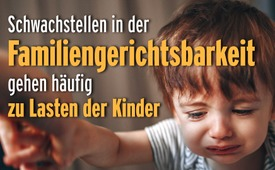 Schwachstellen in der
Familiengerichtsbarkeit
gehen häufig
zu Lasten der Kinder